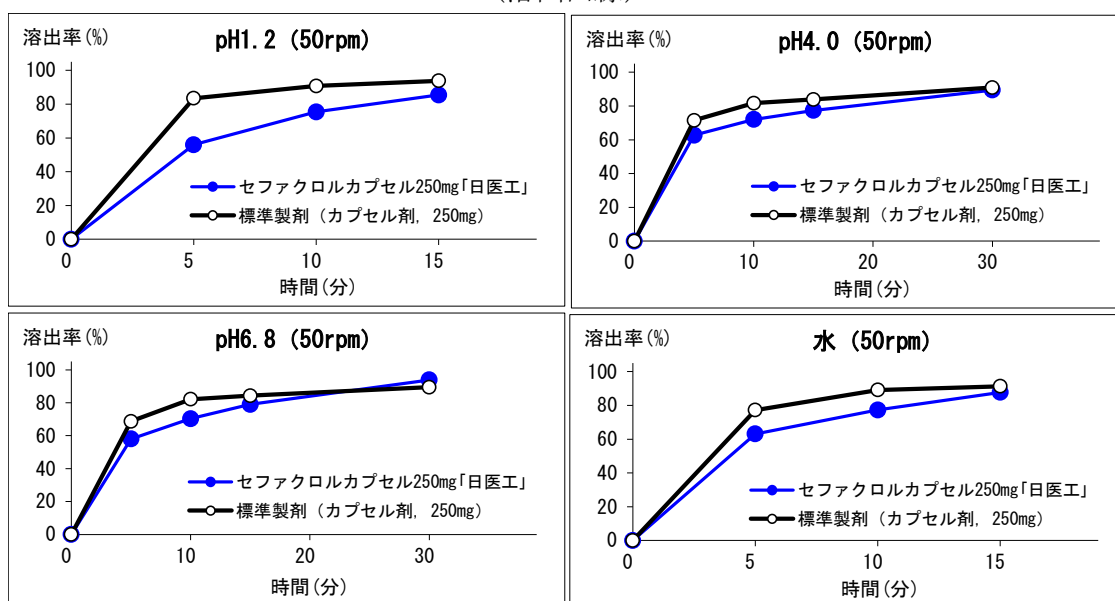 溶出率(%)
pH1.2 (50rpm)
100
80
60
40
20
0
セファクロルカプセル250mg｢日医工｣
標準製剤 (カプセル剤, 250mg)
0 5 10 15
時間(分)
溶出率(%)
pH4.0 (50rpm)
100
80
60
40
20
0
セファクロルカプセル250mg｢日医工｣
標準製剤 (カプセル剤, 250mg)
0 10 20 30
時間(分)
溶出率(%)
pH6.8 (50rpm)
100
80
60
40
20
0
セファクロルカプセル250mg｢日医工｣
標準製剤 (カプセル剤, 250mg)
0 10 20 30
時間(分)
溶出率(%)
水 (50rpm)
100
80
60
40
20
0
セファクロルカプセル250mg｢日医工｣
標準製剤 (カプセル剤, 250mg)
0 5 10 15
時間(分)